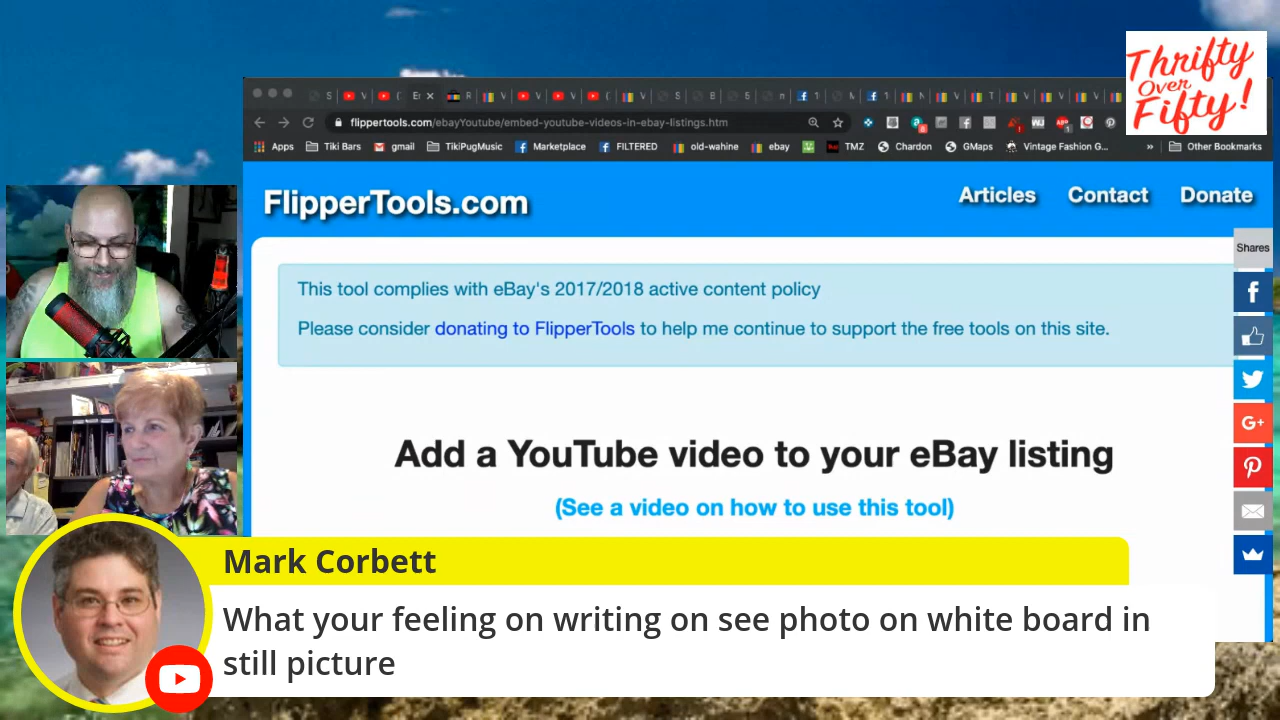 Thrifty
Over
Fifty!
flippertools.com/ebayYoutube/embed-youtube-videos-in-ebay-listings.htm
Apps Tiki Bars gmail TikiPugMusic Marketplace FILTERED old-wahine ebay TMZ Chardon GMaps Vintage Fashion G... » Other Bookmarks
FlipperTools.com
Articles Contact Donate
Shares
This tool complies with eBay's 2017/2018 active content policy
Please consider donating to FlipperTools to help me continue to support the free tools on this site.
Add a YouTube video to your eBay listing
(See a video on how to use this tool)
Mark Corbett
What your feeling on writing on see photo on white board in
still picture